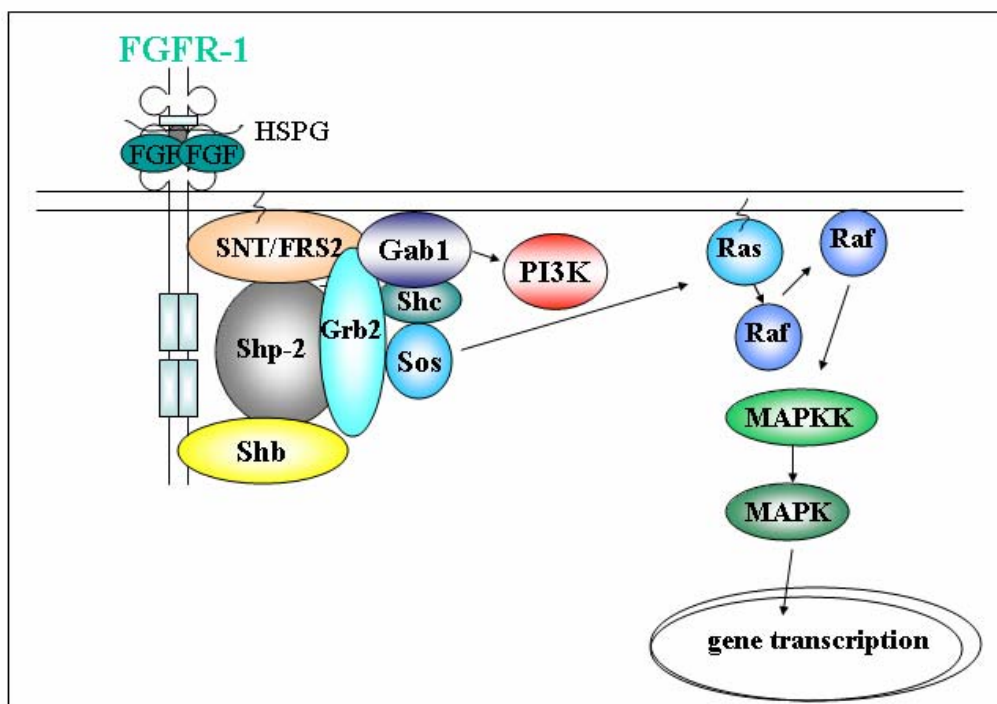 FGFR-1
HSPG
FGF FGF
SNT/FRS2
Gab1
PI3K
Shc
Shp-2
Grb2
Sos
Shb
Ras
Raf
Raf
MAPKK
MAPK
gene transcription